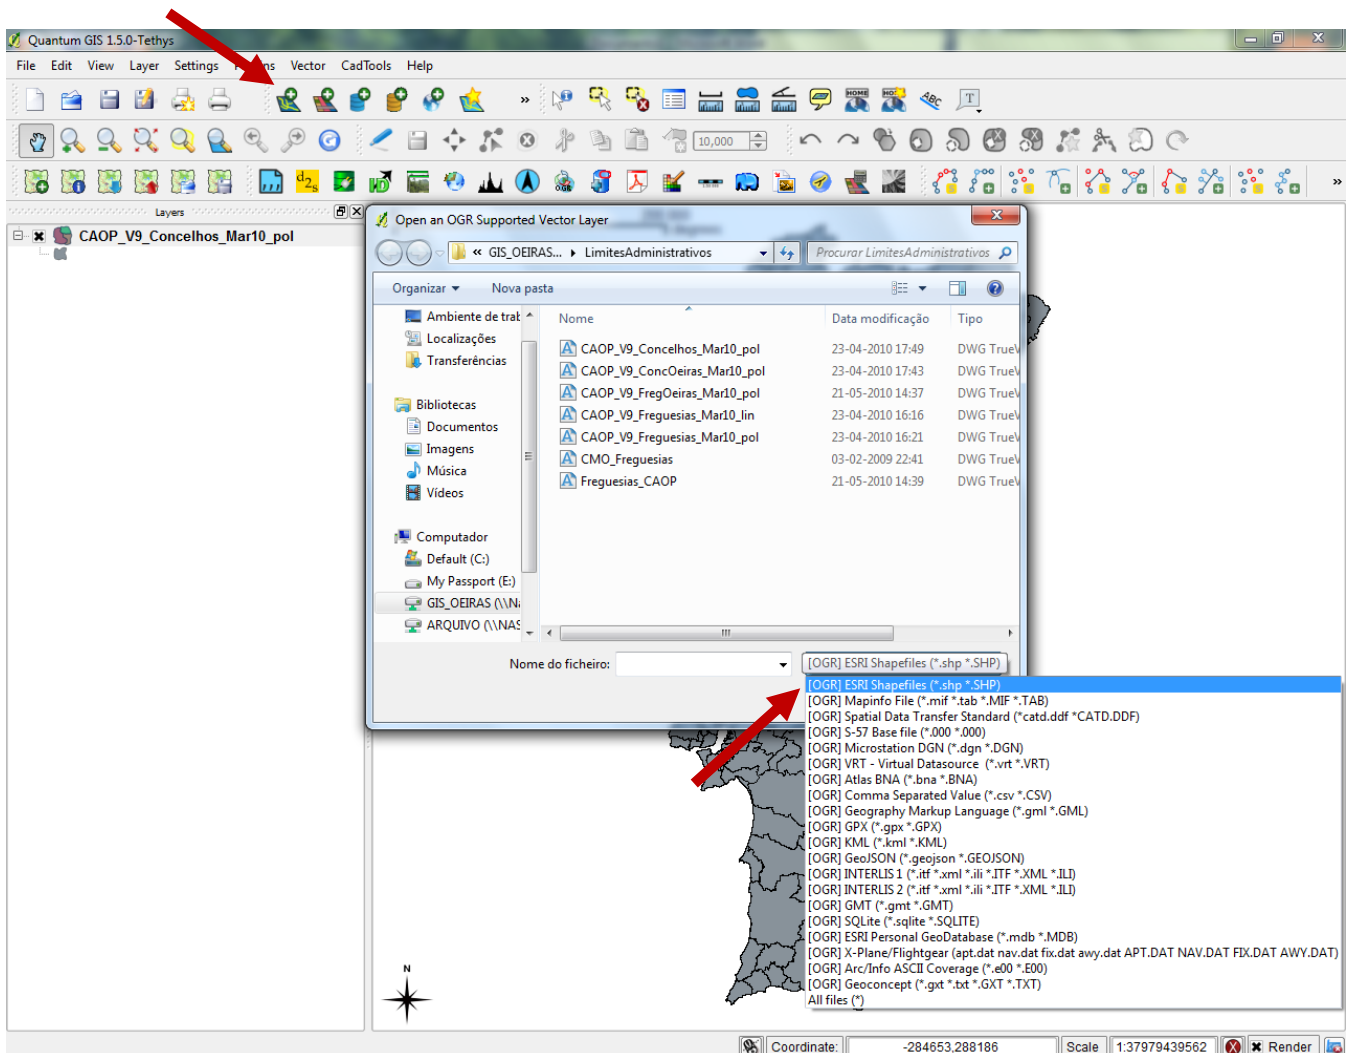 Quantum GIS 1.5.0-Tethys
File Edit View Layer Settings Vector CadTools Help
10,000
Layers
CAOP_V9_Concelhos_Mar10_pol
Open an OGR Supported Vector Layer
« GIS_OEIRAS... LimitesAdministrativos
Procurar LimitesAdministrativos
Organizar Nova pasta
Ambiente de trab
Localizações
Transferências
Bibliotecas
Documentos
Imagens
Música
Vídeos
Computador
Default (C:)
My Passport (E:)
GIS_OEIRAS (\\Na
ARQUIVO (\\NAS
Nome Data modificação Tipo
CAOP_V9_Concelhos_Mar10_pol 23-04-2010 17:49 DWG TrueV
CAOP_V9_ConcOeiras_Mar10_pol 23-04-2010 17:43 DWG TrueV
CAOP_V9_FregOeiras_Mar10_pol 21-05-2010 14:37 DWG TrueV
CAOP_V9_Freguesias_Mar10_lin 23-04-2010 16:16 DWG TrueV
CAOP_V9_Freguesias_Mar10_pol 23-04-2010 16:21 DWG TrueV
CMO_Freguesias 03-02-2009 22:41 DWG TrueV
Freguesias_CAOP 21-05-2010 14:39 DWG TrueV
Nome do ficheiro:
[OGR] ESRI Shapefiles (*.shp *.SHP)
[OGR] ESRI Shapefiles (*.shp *.SHP)
[OGR] Mapinfo File (*.mif *.tab *.MIF *.TAB)
[OGR] Spatial Data Transfer Standard (*catd.ddf *CATD.DDF)
[OGR] S-57 Base file (*.000 *.000)
[OGR] Microstation DGN (*.dgn *.DGN)
[OGR] VRT - Virtual Datasource (*.vrt *.VRT)
[OGR] Atlas BNA (*.bna *.BNA)
[OGR] Comma Separated Value (*.csv *.CSV)
[OGR] Geography Markup Language (*.gml *.GML)
[OGR] GPX (*.gpx *.GPX)
[OGR] KML (*.kml *.KML)
[OGR] GeoJSON (*.geojson *.GEOJSON)
[OGR] INTERLIS 1 (*.itf *.xml *.ili *.ITF *.XML *.ILI)
[OGR] INTERLIS 2 (*.itf *.xml *.ili *.ITF *.XML *.ILI)
[OGR] GMT (*.gmt *.GMT)
[OGR] SQLite (*.sqlite *.SQLITE)
[OGR] ESRI Personal GeoDatabase (*.mdb *.MDB)
[OGR] X-Plane/Flightgear (apt.dat nav.dat fix.dat awy.dat APT.DAT NAV.DAT FIX.DAT AWY.DAT)
[OGR] Arc/Info ASCII Coverage (*.e00 *.E00)
[OGR] Geoconcept (*.gxt *.txt *.GXT *.TXT)
All files (*)
N
Coordinate: -284653,288186 Scale 1:37979439562 Render